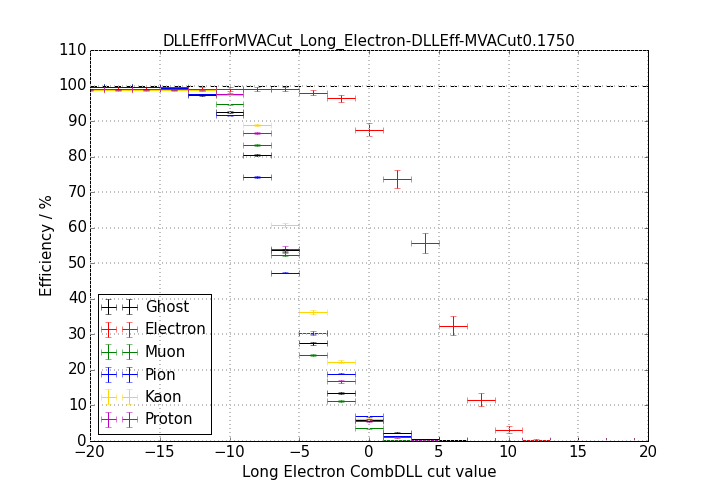 DLLEffForMVACut_Long_Electron-DLLEff-MVACut0.1750
110
100
90
80
70
60
50
40
30
20
10
0
Efficiency / %
Ghost
Electron
Muon
Pion
Kaon
Proton
−20 −15 −10 −5 0 5 10 15 20
Long Electron CombDLL cut value